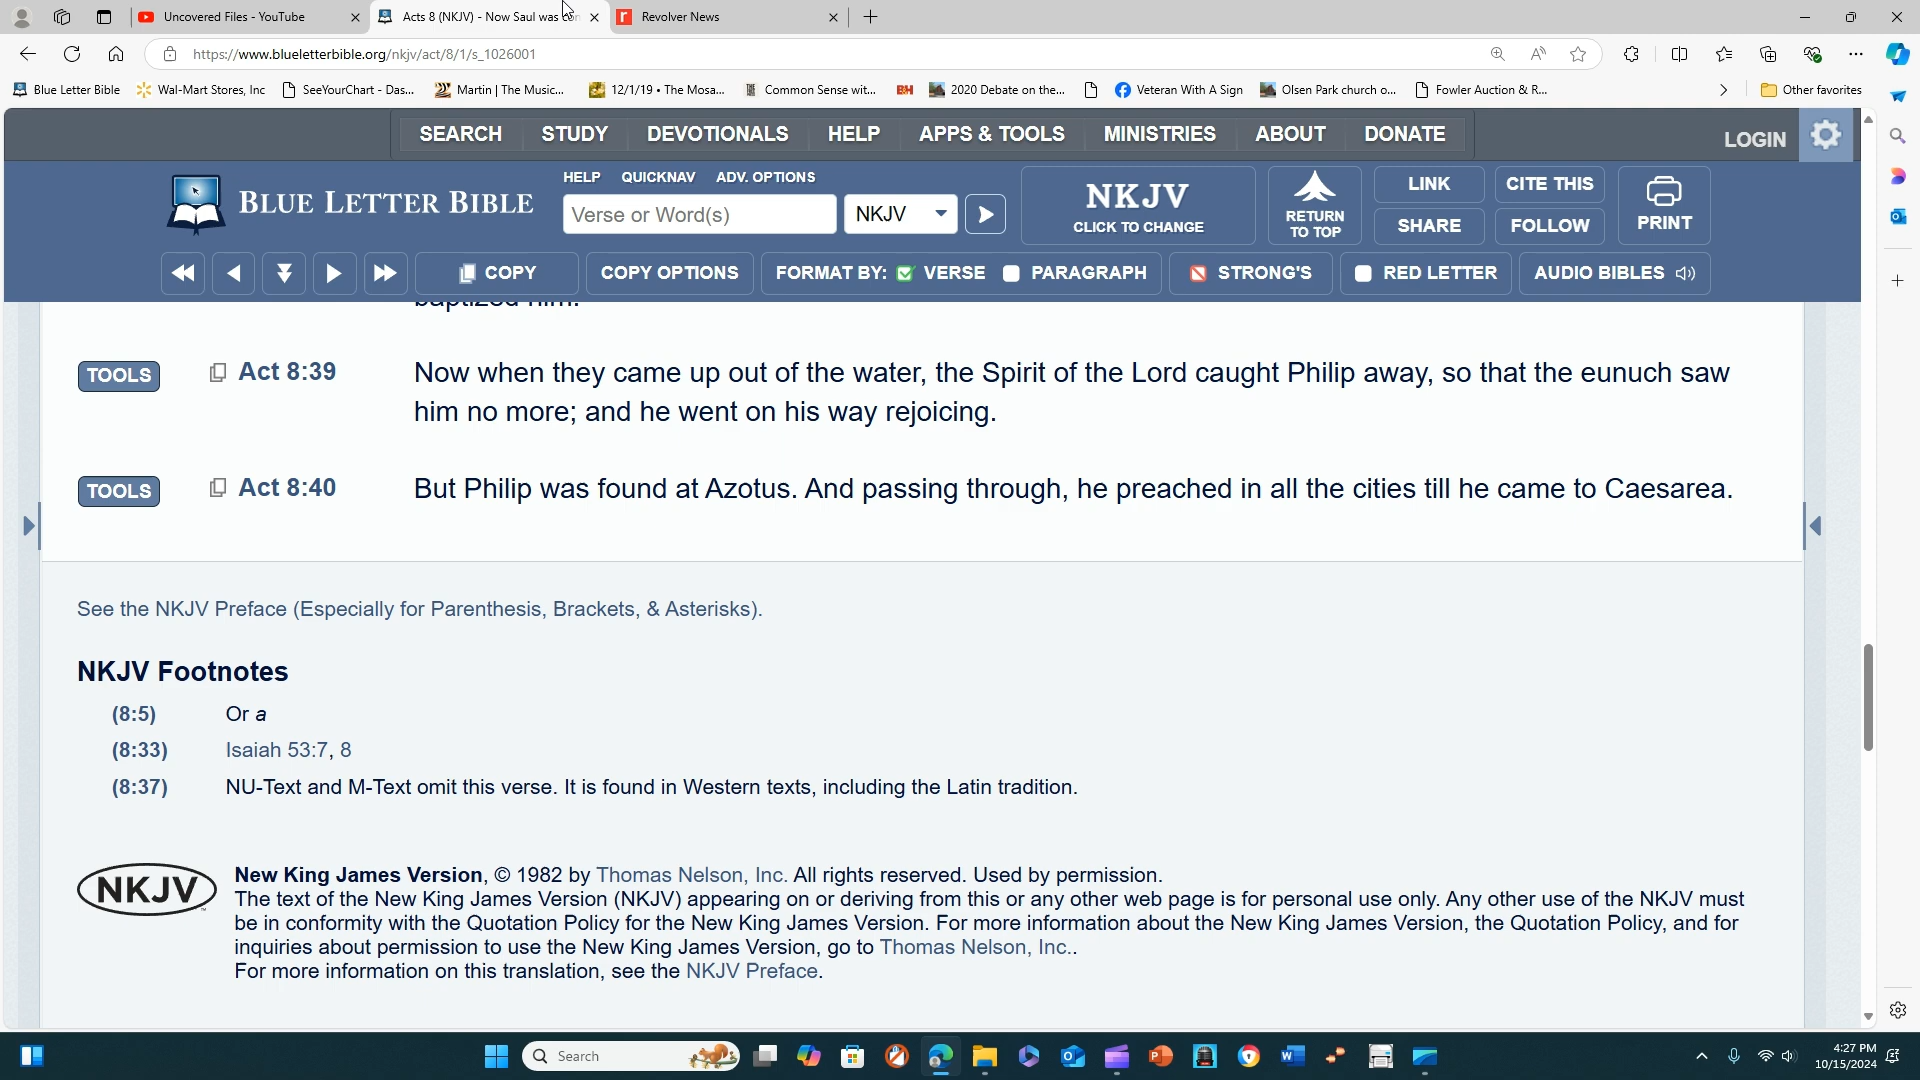 Uncovered Files - YouTube
Acts 8 (NKJV) - Now Saul was con
Revolver News
https://www.blueletterbible.org/nkjv/act/8/1/s_1026001
Blue Letter Bible
Wal-Mart Stores, Inc
SeeYourChart - Das...
Martin | The Music...
12/1/19 • The Mosa...
Common Sense wit...
BH
2020 Debate on the...
Veteran With A Sign
Olsen Park church o...
Fowler Auction & R...
Other favorites
SEARCH STUDY DEVOTIONALS HELP APPS & TOOLS MINISTRIES ABOUT DONATE
LOGIN
BLUE LETTER BIBLE
HELP QUICKNAV ADV. OPTIONS
Verse or Word(s)
NKJV
NKJV
CLICK TO CHANGE
RETURN
TO TOP
LINK
CITE THIS
SHARE
FOLLOW
PRINT
COPY
COPY OPTIONS
FORMAT BY: VERSE PARAGRAPH
STRONG'S
RED LETTER
AUDIO BIBLES
baptized him.
TOOLS Act 8:39 Now when they came up out of the water, the Spirit of the Lord caught Philip away, so that the eunuch saw
him no more; and he went on his way rejoicing.
TOOLS Act 8:40 But Philip was found at Azotus. And passing through, he preached in all the cities till he came to Caesarea.
See the NKJV Preface (Especially for Parenthesis, Brackets, & Asterisks).
NKJV Footnotes
(8:5) Or a
(8:33) Isaiah 53:7, 8
(8:37) NU-Text and M-Text omit this verse. It is found in Western texts, including the Latin tradition.
NKJV
New King James Version, © 1982 by Thomas Nelson, Inc. All rights reserved. Used by permission.
The text of the New King James Version (NKJV) appearing on or deriving from this or any other web page is for personal use only. Any other use of the NKJV must
be in conformity with the Quotation Policy for the New King James Version. For more information about the New King James Version, the Quotation Policy, and for
inquiries about permission to use the New King James Version, go to Thomas Nelson, Inc..
For more information on this translation, see the NKJV Preface.
Search
4:27 PM
10/15/2024